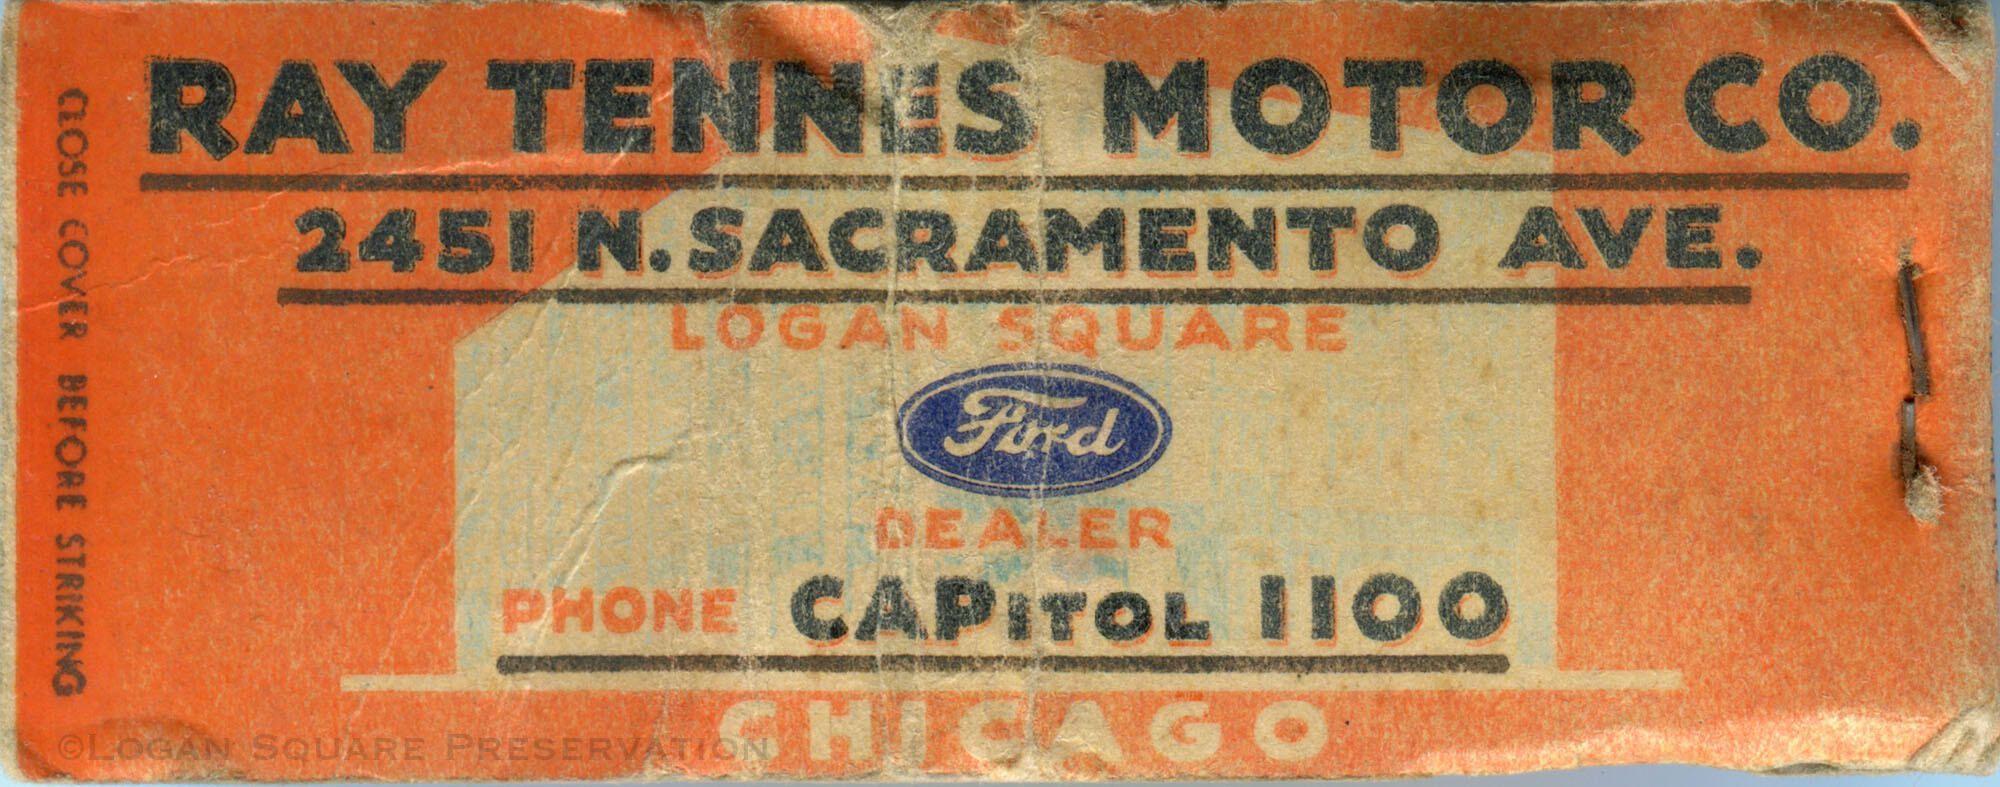 RAY TENNES MOTOR CO.
2451 N. SACRAMENTO AVE.
LOGAN SQUARE
Ford
DEALER
PHONE CAPITOL 1100
CHICAGO
CLOSE COVER BEFORE STRIKING
©LOGAN SQUARE PRESERVATION